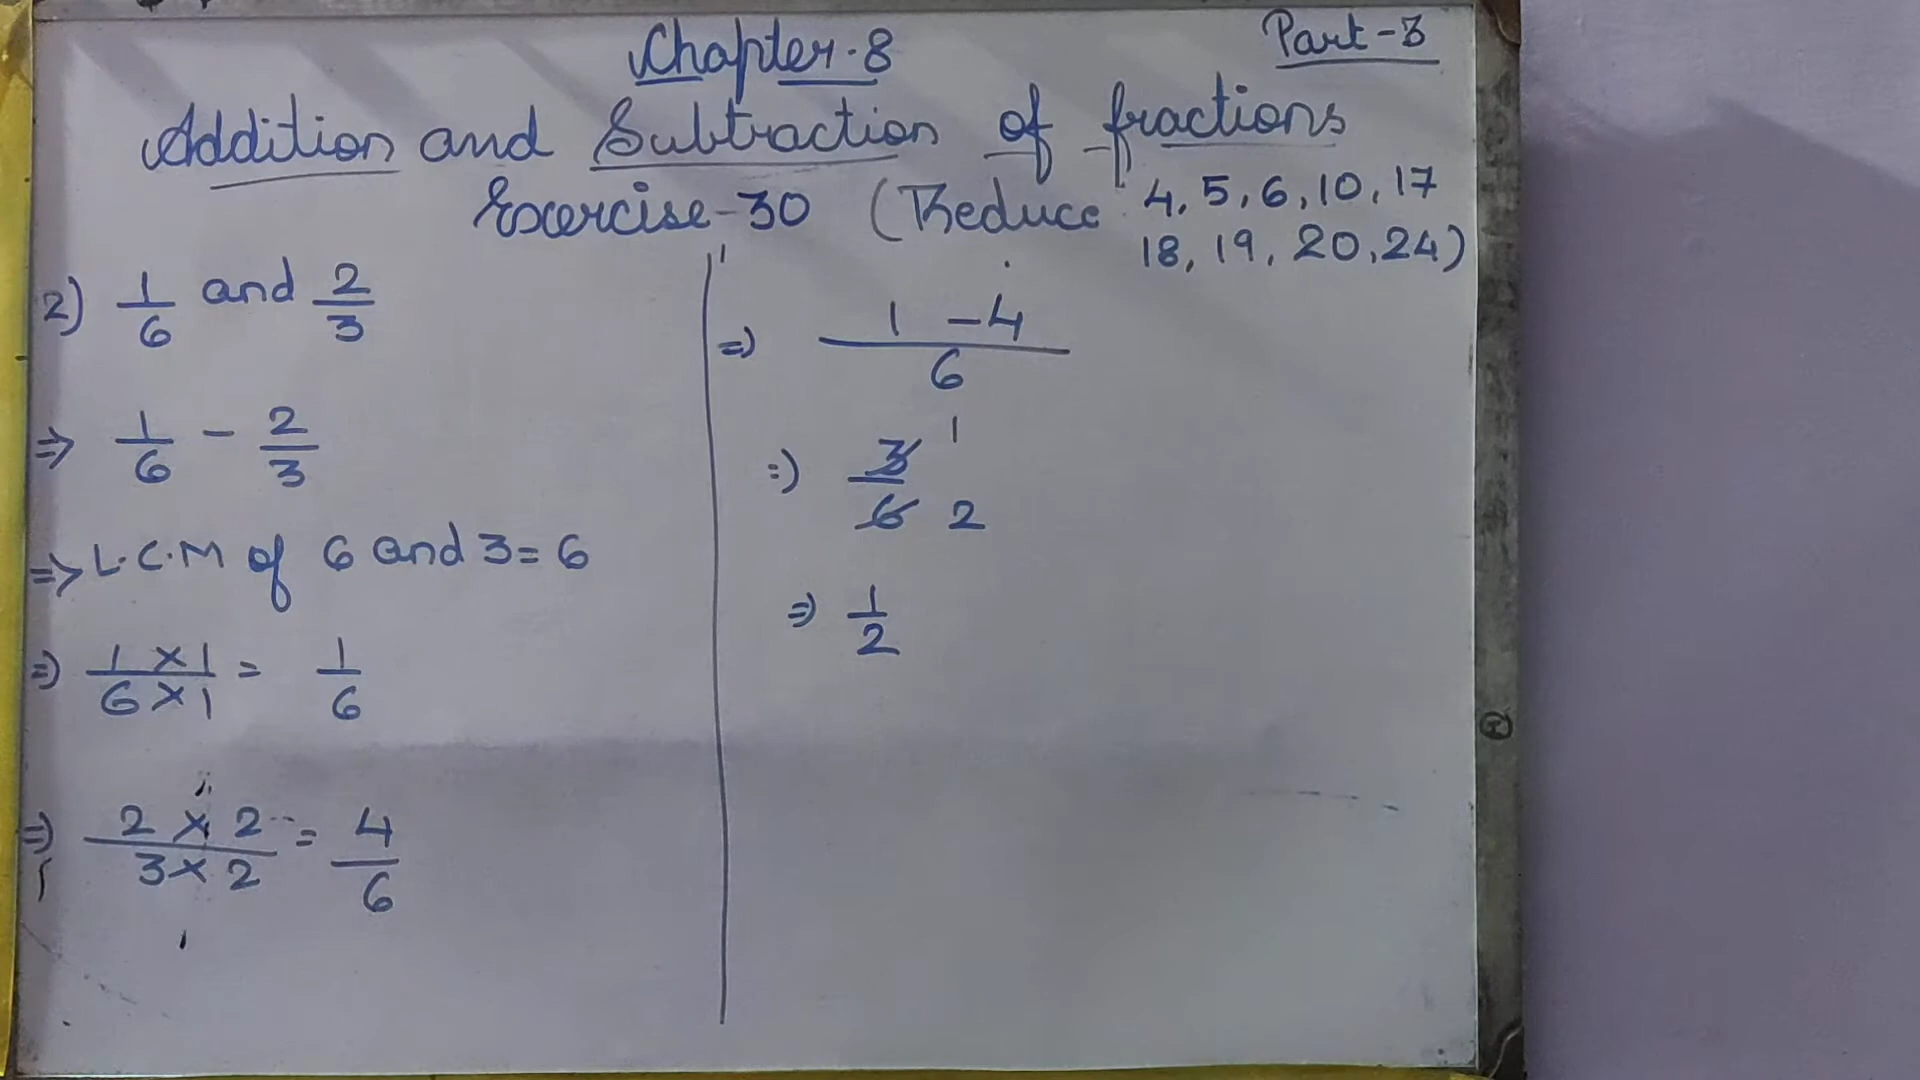 Chapter-8
Part-3
Addition and Subtraction of fractions
Exercise-30 (Reduce 4, 5, 6, 10, 17
18, 19, 20, 24)
2) 1/6 and 2/3
⇒ 1/6 - 2/3
⇒ L.C.M of 6 and 3 = 6
⇒ 1 × 1 / 6 × 1 = 1/6
⇒ 2 × 2 / 3 × 2 = 4/6
⇒ 1 - 4 / 6
⇒ 3/6 1 2
⇒ 1/2